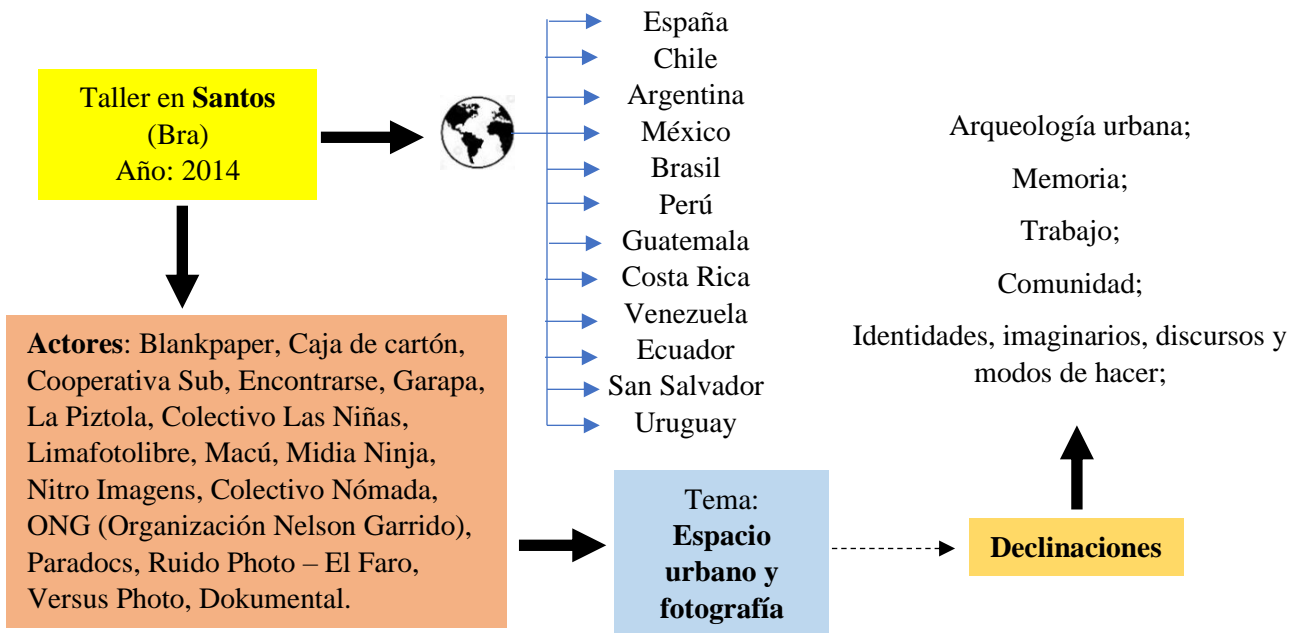 Taller en Santos
(Bra)
Año: 2014
España
Chile
Argentina
México
Brasil
Perú
Guatemala
Costa Rica
Venezuela
Ecuador
San Salvador
Uruguay
Arqueología urbana;
Memoria;
Trabajo;
Comunidad;
Identidades, imaginarios, discursos y
modos de hacer;
Actores: Blankpaper, Caja de cartón,
Cooperativa Sub, Encontrarse, Garapa,
La Piztola, Colectivo Las Niñas,
Limafotolibre, Macú, Midia Ninja,
Nitro Imagens, Colectivo Nómada,
ONG (Organización Nelson Garrido),
Paradocs, Ruido Photo – El Faro,
Versus Photo, Dokumental.
Tema:
Espacio
urbano y
fotografía
Declinaciones